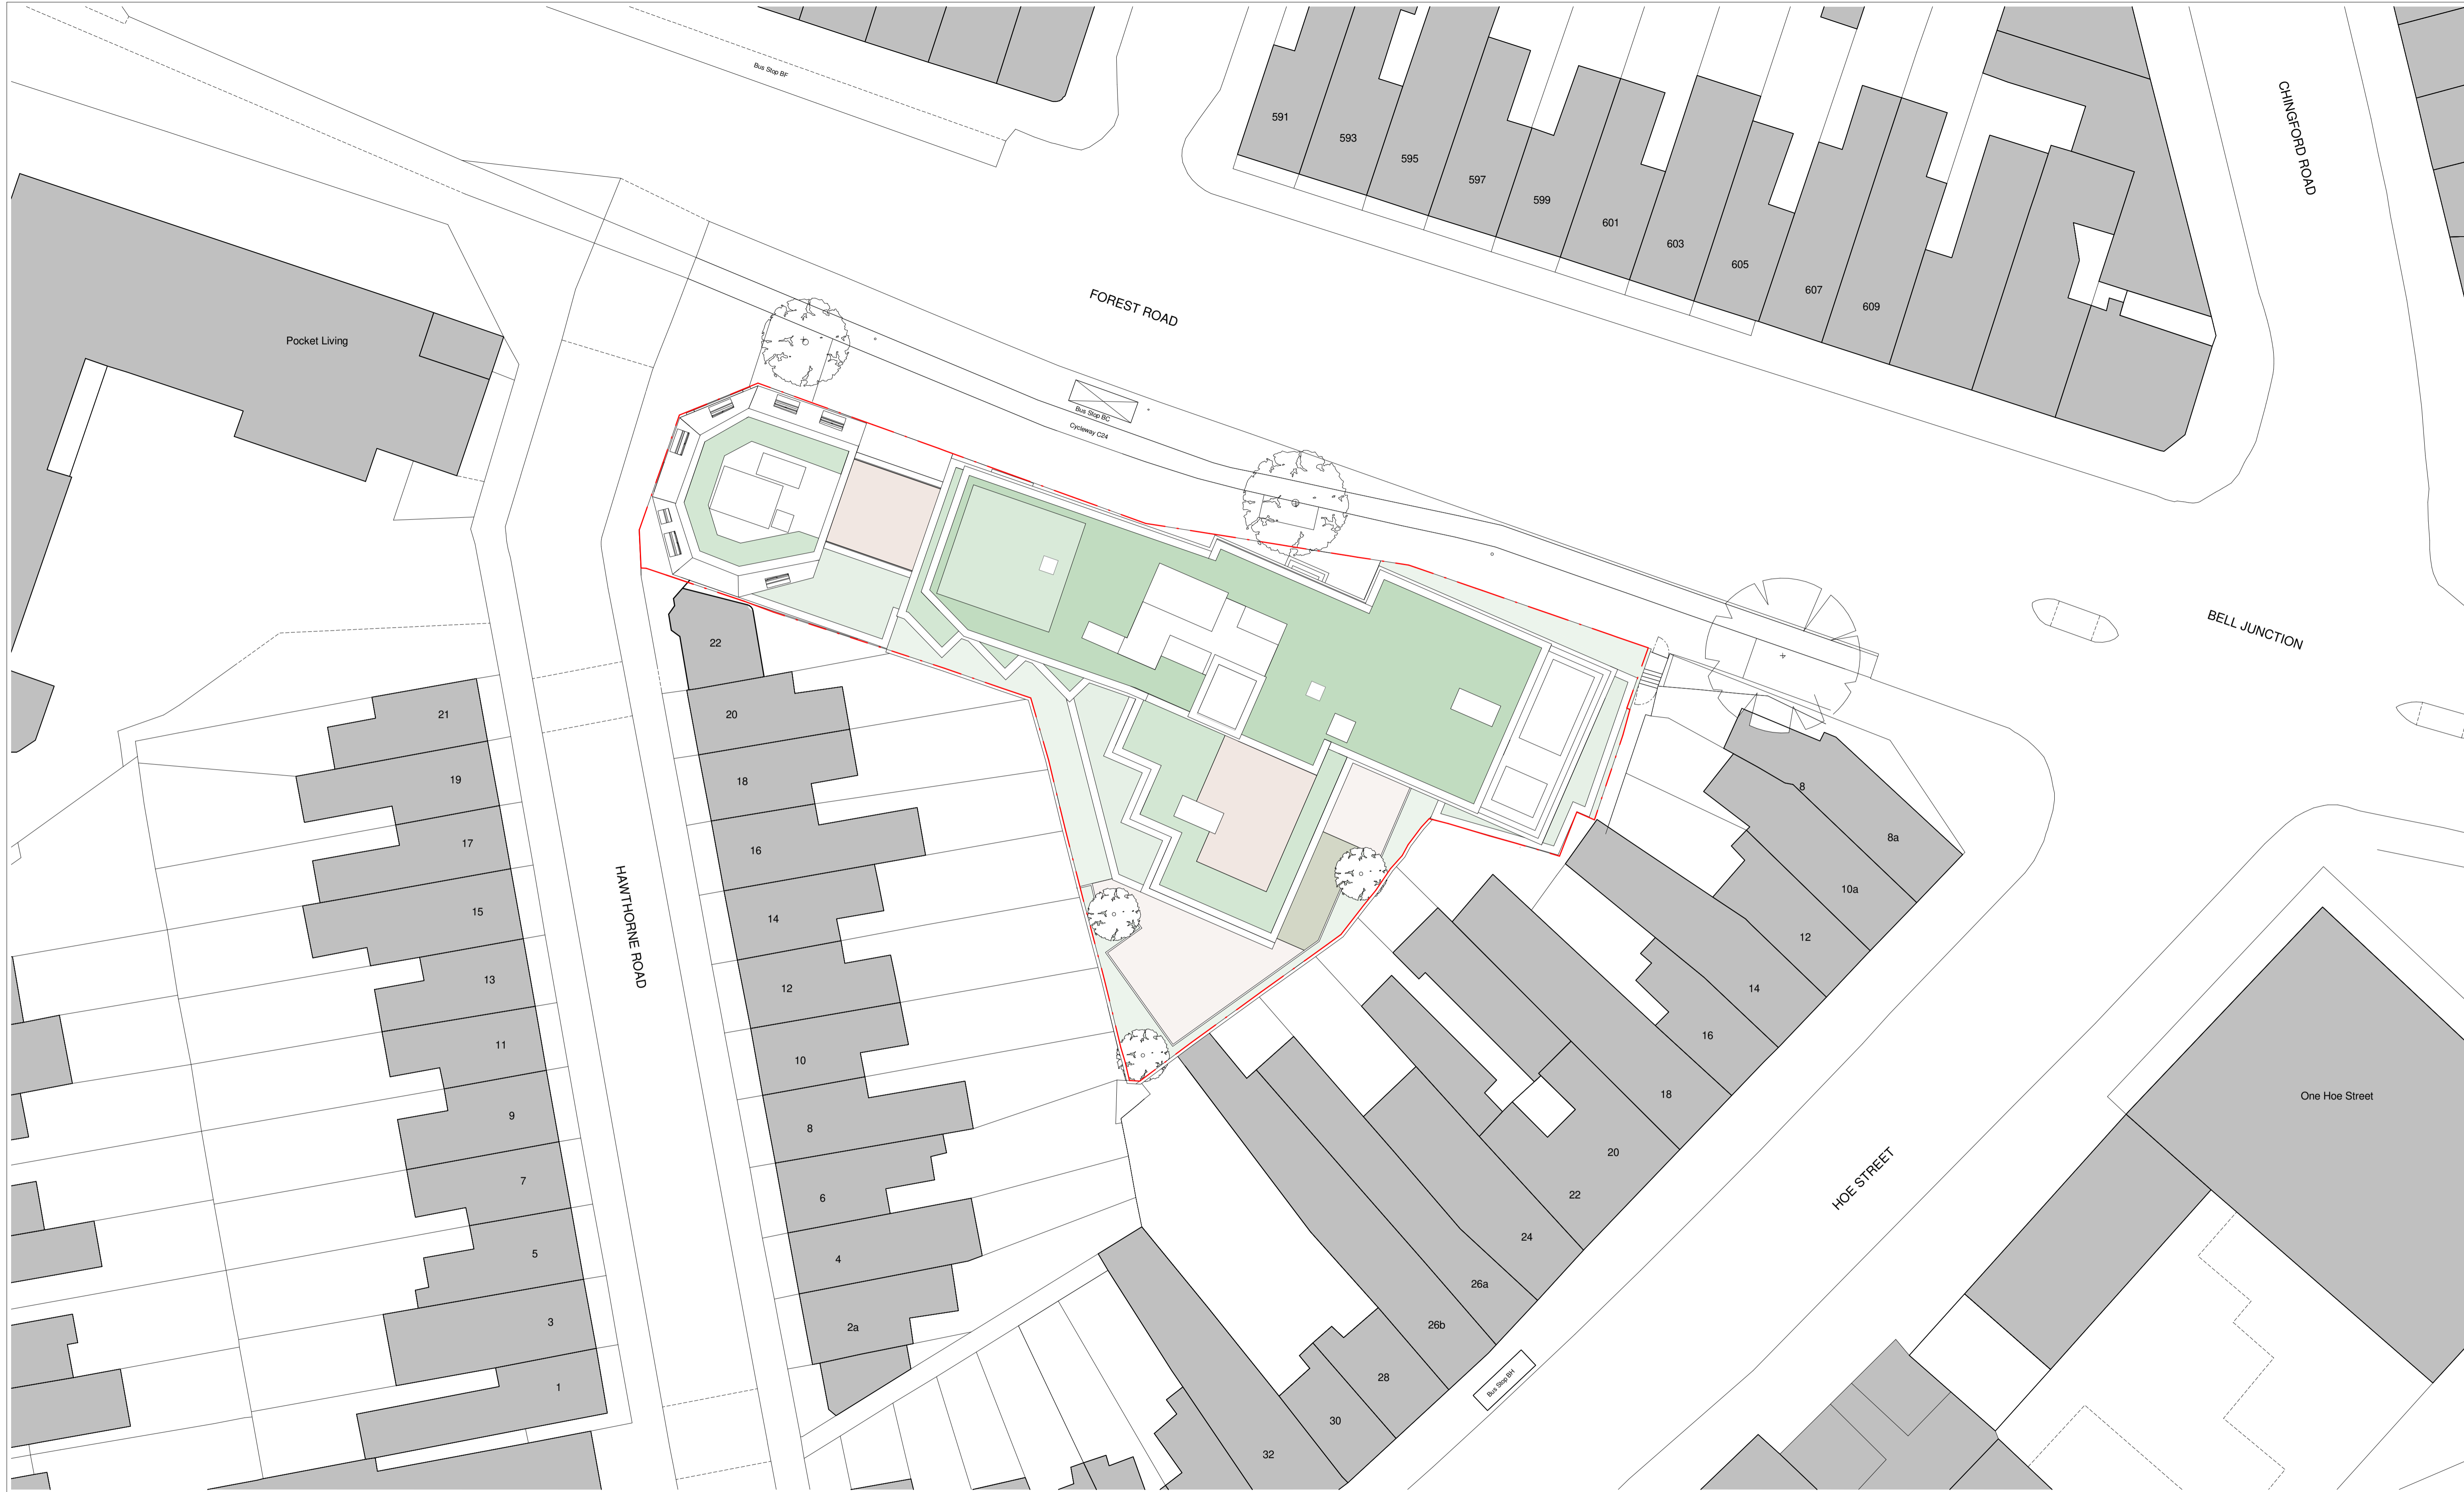 Bus Stop BF
CHINGFORD ROAD
591
593
595
597
599
601
603
605
607
609
FOREST ROAD
Pocket Living
Bus Stop BC
Cycleway C24
BELL JUNCTION
22
20
18
16
14
12
10
8
6
4
2a
21
19
17
15
13
11
9
7
5
3
1
HAWTHORNE ROAD
8
8a
10a
12
14
16
18
20
22
24
26a
26b
28
30
32
Bus Stop BH
HOE STREET
One Hoe Street